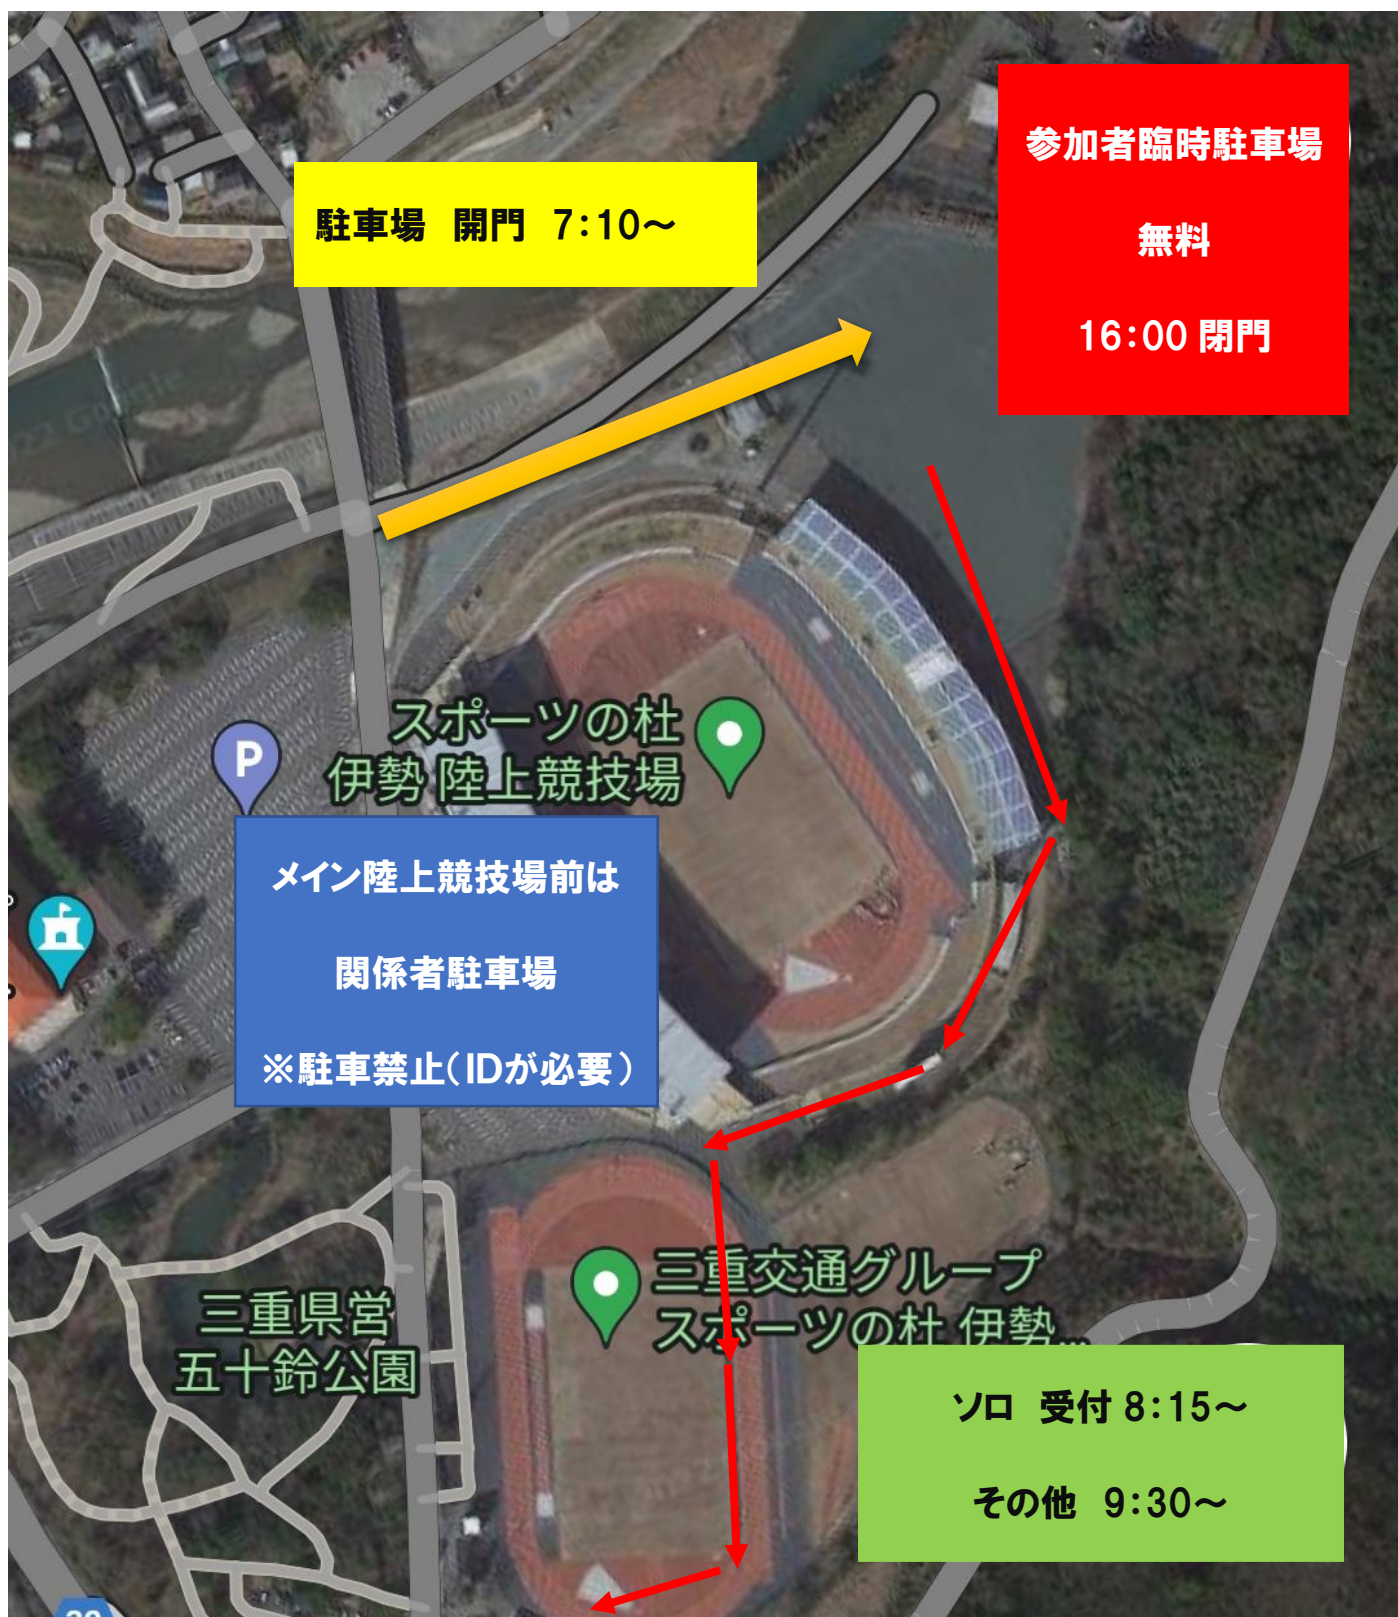 駐車場 開門 7:10～
参加者臨時駐車場
無料
16:00 閉門
スポーツの杜
伊勢 陸上競技場
P
メイン陸上競技場前は
関係者駐車場
※駐車禁止(IDが必要)
三重交通グループ
スポーツの杜 伊勢...
三重県営
五十鈴公園
ソロ 受付 8:15～
その他 9:30～